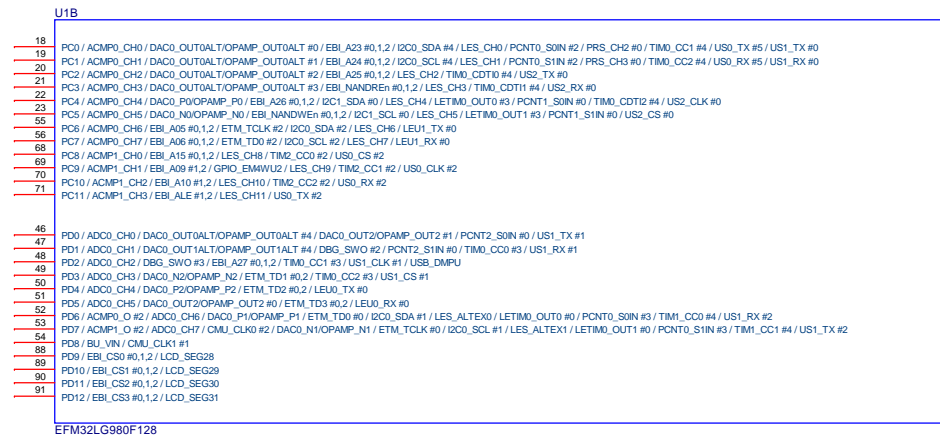 U1B
18 PC0 / ACMP0_CH0 / DAC0_OUT0ALT/OPAMP_OUT0ALT #0 / EBI_A23 #0,1,2 / I2C0_SDA #4 / LES_CH0 / PCNT0_S0IN #2 / PRS_CH2 #0 / TIM0_CC1 #4 / US0_TX #5 / US1_TX #0
19 PC1 / ACMP0_CH1 / DAC0_OUT0ALT/OPAMP_OUT0ALT #1 / EBI_A24 #0,1,2 / I2C0_SCL #4 / LES_CH1 / PCNT0_S1IN #2 / PRS_CH3 #0 / TIM0_CC2 #4 / US0_RX #5 / US1_RX #0
20 PC2 / ACMP0_CH2 / DAC0_OUT0ALT/OPAMP_OUT0ALT #2 / EBI_A25 #0,1,2 / LES_CH2 / TIM0_CDTI0 #4 / US2_TX #0
21 PC3 / ACMP0_CH3 / DAC0_OUT0ALT/OPAMP_OUT0ALT #3 / EBI_NANDREn #0,1,2 / LES_CH3 / TIM0_CDTI1 #4 / US2_RX #0
22 PC4 / ACMP0_CH4 / DAC0_P0/OPAMP_P0 / EBI_A26 #0,1,2 / I2C1_SDA #0 / LES_CH4 / LETIM0_OUT0 #3 / PCNT1_S0IN #0 / TIM0_CDTI2 #4 / US2_CLK #0
23 PC5 / ACMP0_CH5 / DAC0_N0/OPAMP_N0 / EBI_NANDWEn #0,1,2 / I2C1_SCL #0 / LES_CH5 / LETIM0_OUT1 #3 / PCNT1_S1IN #0 / US2_CS #0
55 PC6 / ACMP0_CH6 / EBI_A05 #0,1,2 / ETM_TCLK #2 / I2C0_SDA #2 / LES_CH6 / LEU1_TX #0
56 PC7 / ACMP0_CH7 / EBI_A06 #0,1,2 / ETM_TD0 #2 / I2C0_SCL #2 / LES_CH7 / LEU1_RX #0
68 PC8 / ACMP1_CH0 / EBI_A15 #0,1,2 / LES_CH8 / TIM2_CC0 #2 / US0_CS #2
69 PC9 / ACMP1_CH1 / EBI_A09 #1,2 / GPIO_EM4WU2 / LES_CH9 / TIM2_CC1 #2 / US0_CLK #2
70 PC10 / ACMP1_CH2 / EBI_A10 #1,2 / LES_CH10 / TIM2_CC2 #2 / US0_RX #2
71 PC11 / ACMP1_CH3 / EBI_ALE #1,2 / LES_CH11 / US0_TX #2
46 PD0 / ADC0_CH0 / DAC0_OUT0ALT/OPAMP_OUT0ALT #4 / DAC0_OUT2/OPAMP_OUT2 #1 / PCNT2_S0IN #0 / US1_TX #1
47 PD1 / ADC0_CH1 / DAC0_OUT1ALT/OPAMP_OUT1ALT #4 / DBG_SWO #2 / PCNT2_S1IN #0 / TIM0_CC0 #3 / US1_RX #1
48 PD2 / ADC0_CH2 / DBG_SWO #3 / EBI_A27 #0,1,2 / TIM0_CC1 #3 / US1_CLK #1 / USB_DMPU
49 PD3 / ADC0_CH3 / DAC0_N2/OPAMP_N2 / ETM_TD1 #0,2 / TIM0_CC2 #3 / US1_CS #1
50 PD4 / ADC0_CH4 / DAC0_P2/OPAMP_P2 / ETM_TD2 #0,2 / LEU0_TX #0
51 PD5 / ADC0_CH5 / DAC0_OUT2/OPAMP_OUT2 #0 / ETM_TD3 #0,2 / LEU0_RX #0
52 PD6 / ACMP0_O #2 / ADC0_CH6 / DAC0_P1/OPAMP_P1 / ETM_TD0 #0 / I2C0_SDA #1 / LES_ALTEX0 / LETIM0_OUT0 #0 / PCNT0_S0IN #3 / TIM1_CC0 #4 / US1_RX #2
53 PD7 / ACMP1_O #2 / ADC0_CH7 / CMU_CLK0 #2 / DAC0_N1/OPAMP_N1 / ETM_TCLK #0 / I2C0_SCL #1 / LES_ALTEX1 / LETIM0_OUT1 #0 / PCNT0_S1IN #3 / TIM1_CC1 #4 / US1_TX #2
54 PD8 / BU_VIN / CMU_CLK1 #1
88 PD9 / EBI_CS0 #0,1,2 / LCD_SEG28
89 PD10 / EBI_CS1 #0,1,2 / LCD_SEG29
90 PD11 / EBI_CS2 #0,1,2 / LCD_SEG30
91 PD12 / EBI_CS3 #0,1,2 / LCD_SEG31
EFM32LG980F128